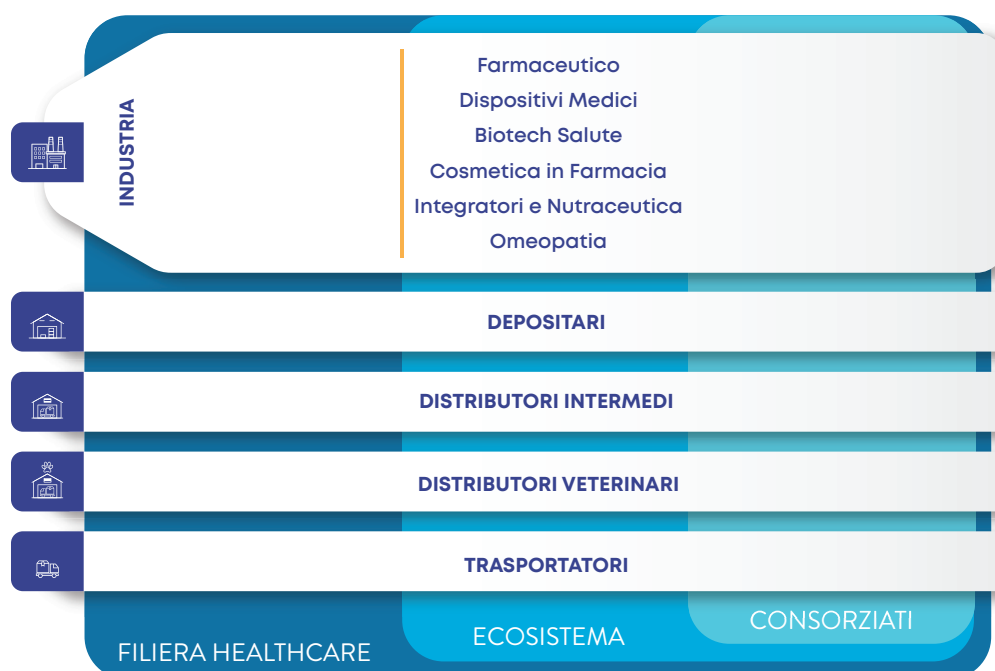 INDUSTRIA
Farmaceutico
Dispositivi Medici
Biotech Salute
Cosmetica in Farmacia
Integratori e Nutraceutica
Omeopatia
DEPOSITARI
DISTRIBUTORI INTERMEDI
DISTRIBUTORI VETERINARI
TRASPORTATORI
FILIERA HEALTHCARE
ECOSISTEMA
CONSORZIATI